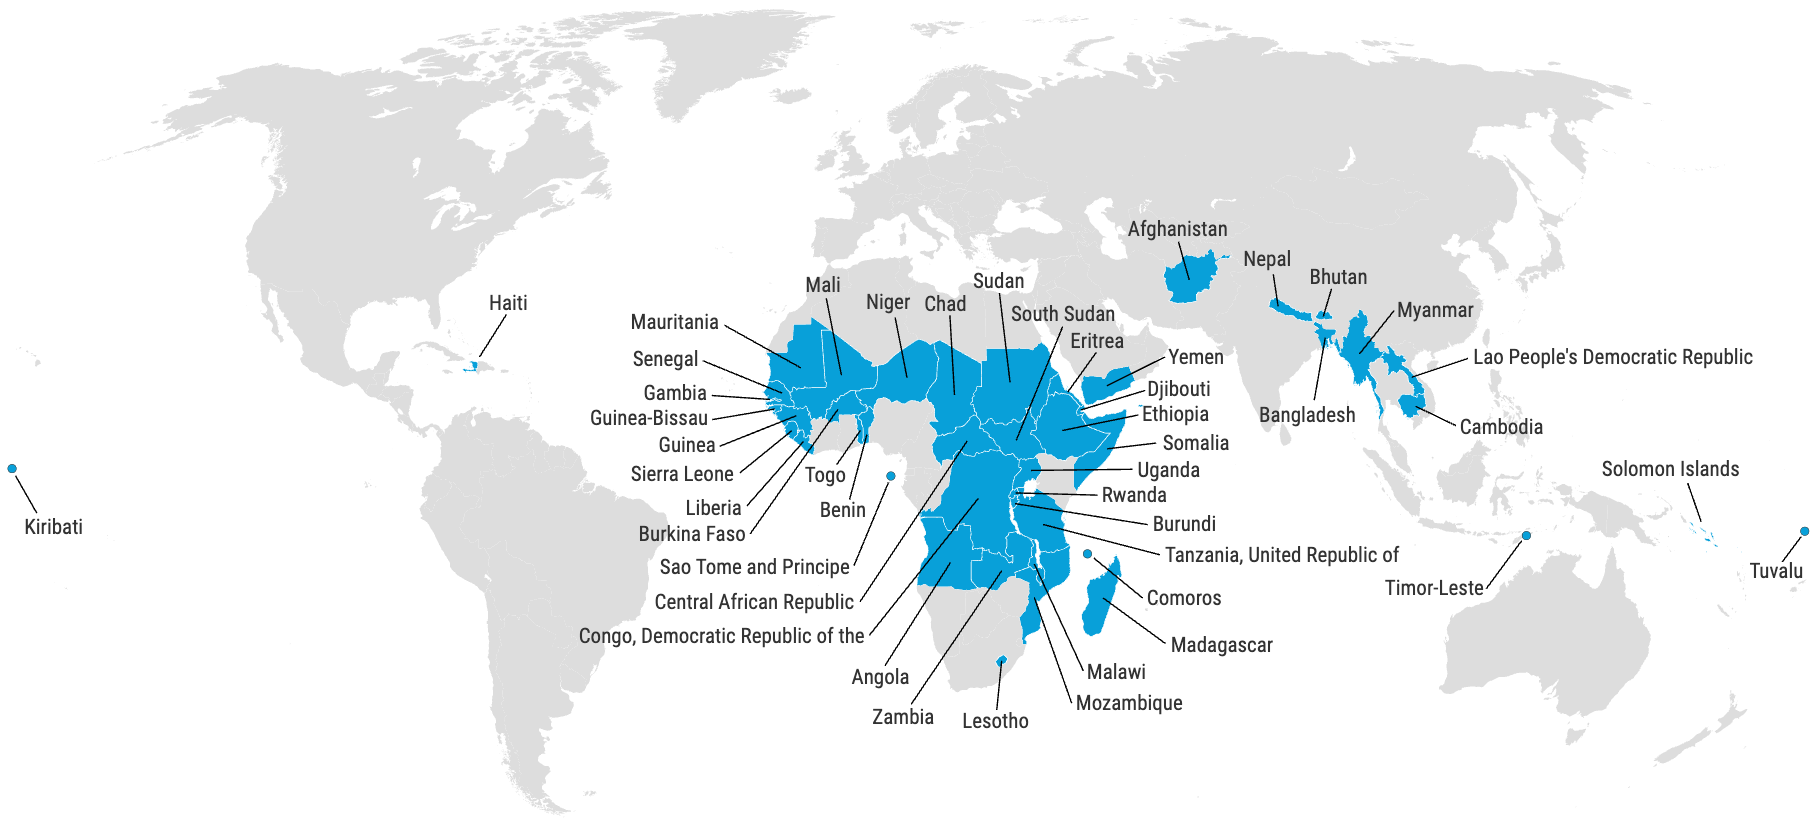 Afghanistan
Nepal
Bhutan
Sudan
Mali
Niger
Chad
Haiti
South Sudan
Myanmar
Mauritania
Eritrea
Senegal
Yemen
Lao People's Democratic Republic
Gambia
Djibouti
Guinea-Bissau
Ethiopia
Bangladesh
Cambodia
Guinea
Somalia
Sierra Leone
Togo
Uganda
Solomon Islands
Rwanda
Liberia
Benin
Kiribati
Burundi
Burkina Faso
Tanzania, United Republic of
Sao Tome and Principe
Tuvalu
Timor-Leste
Central African Republic
Comoros
Congo, Democratic Republic of the
Madagascar
Angola
Malawi
Mozambique
Zambia
Lesotho